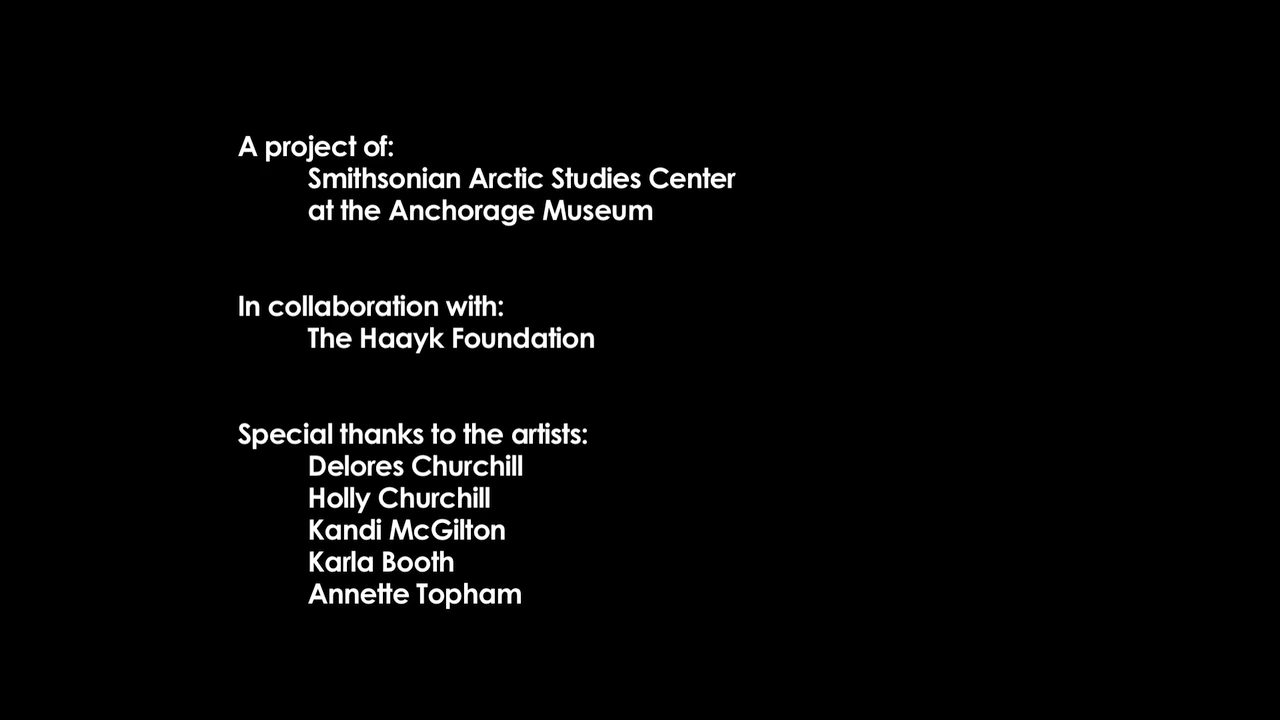 A project of:
Smithsonian Arctic Studies Center
at the Anchorage Museum
In collaboration with:
The Haayk Foundation
Special thanks to the artists:
Delores Churchill
Holly Churchill
Kandi McGilton
Karla Booth
Annette Topham